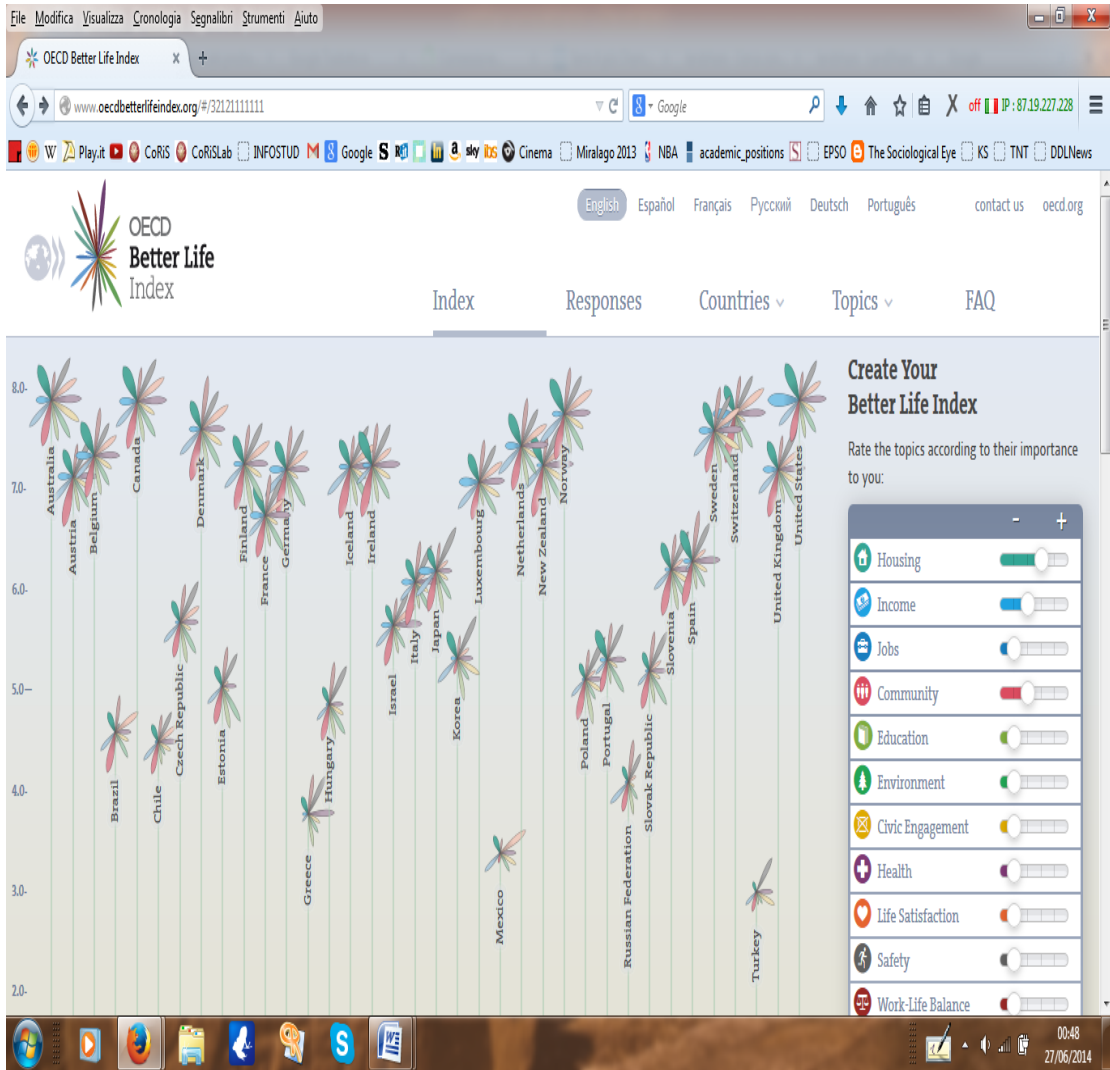 File Modifica Visualizza Cronologia Segnalibri Strumenti Aiuto
OECD Better Life Index
www.oecdbetterlifeindex.org/#/32121111111
Google
off IP : 87.19.227.228
W Play.it CoRiS CoRiSLab INFOSTUD M Google S a sky ibs Cinema Miralago 2013 NBA academic_positions S EPSO The Sociological Eye KS TNT DDLNews
English Español Français Русский Deutsch Português contact us oecd.org
OECD
Better Life
Index
Index Responses Countries Topics FAQ
8.0-
7.0-
6.0-
5.0—
4.0-
3.0-
2.0-
Australia
Austria
Belgium
Brazil
Canada
Chile
Czech Republic
Denmark
Estonia
Finland
France
Germany
Greece
Hungary
Iceland
Ireland
Israel
Italy
Japan
Korea
Luxembourg
Mexico
Netherlands
New Zealand
Norway
Poland
Portugal
Russian Federation
Slovak Republic
Slovenia
Spain
Sweden
Switzerland
Turkey
United Kingdom
United States
Create Your
Better Life Index
Rate the topics according to their importance
to you:
- +
Housing
Income
Jobs
Community
Education
Environment
Civic Engagement
Health
Life Satisfaction
Safety
Work-Life Balance
00:48
27/06/2014